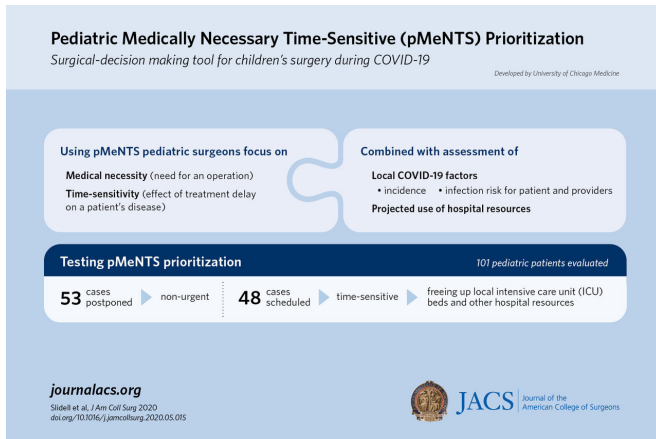 Pediatric Medically Necessary Time-Sensitive (pMeNTS) Prioritization
Surgical-decision making tool for children's surgery during COVID-19
Developed by University of Chicago Medicine
Using pMeNTS pediatric surgeons focus on
Medical necessity (need for an operation)
Time-sensitivity (effect of treatment delay
on a patient's disease)
Combined with assessment of
Local COVID-19 factors
• incidence • infection risk for patient and providers
Projected use of hospital resources
Testing pMeNTS prioritization
101 pediatric patients evaluated
53 cases
postponed
non-urgent
48 cases
scheduled
time-sensitive
freeing up local intensive care unit (ICU)
beds and other hospital resources
journalacs.org
Slidell et al, J Am Coll Surg 2020
doi.org/10.1016/j.jamcollsurg.2020.05.015
JACS
Journal of the
American College of Surgeons